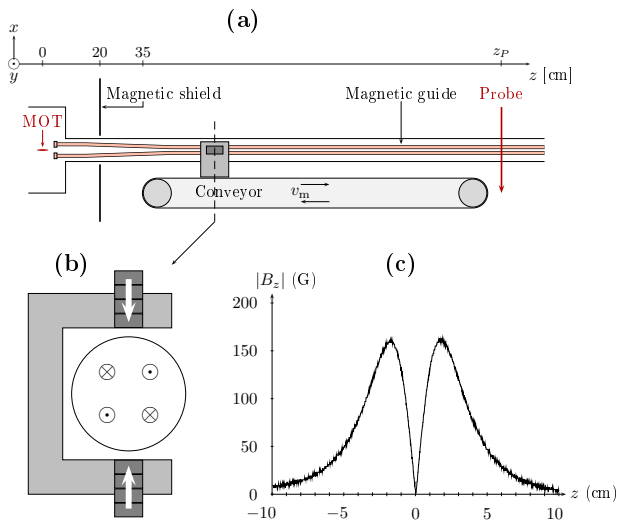 (a)
x
0 20 35 z_P
y
z [cm]
MOT Magnetic shield Magnetic guide Probe
Conveyor v_m
(b) (c)
|B_z| (G)
200
150
100
50
0
z (cm)
−10 −5 0 5 10